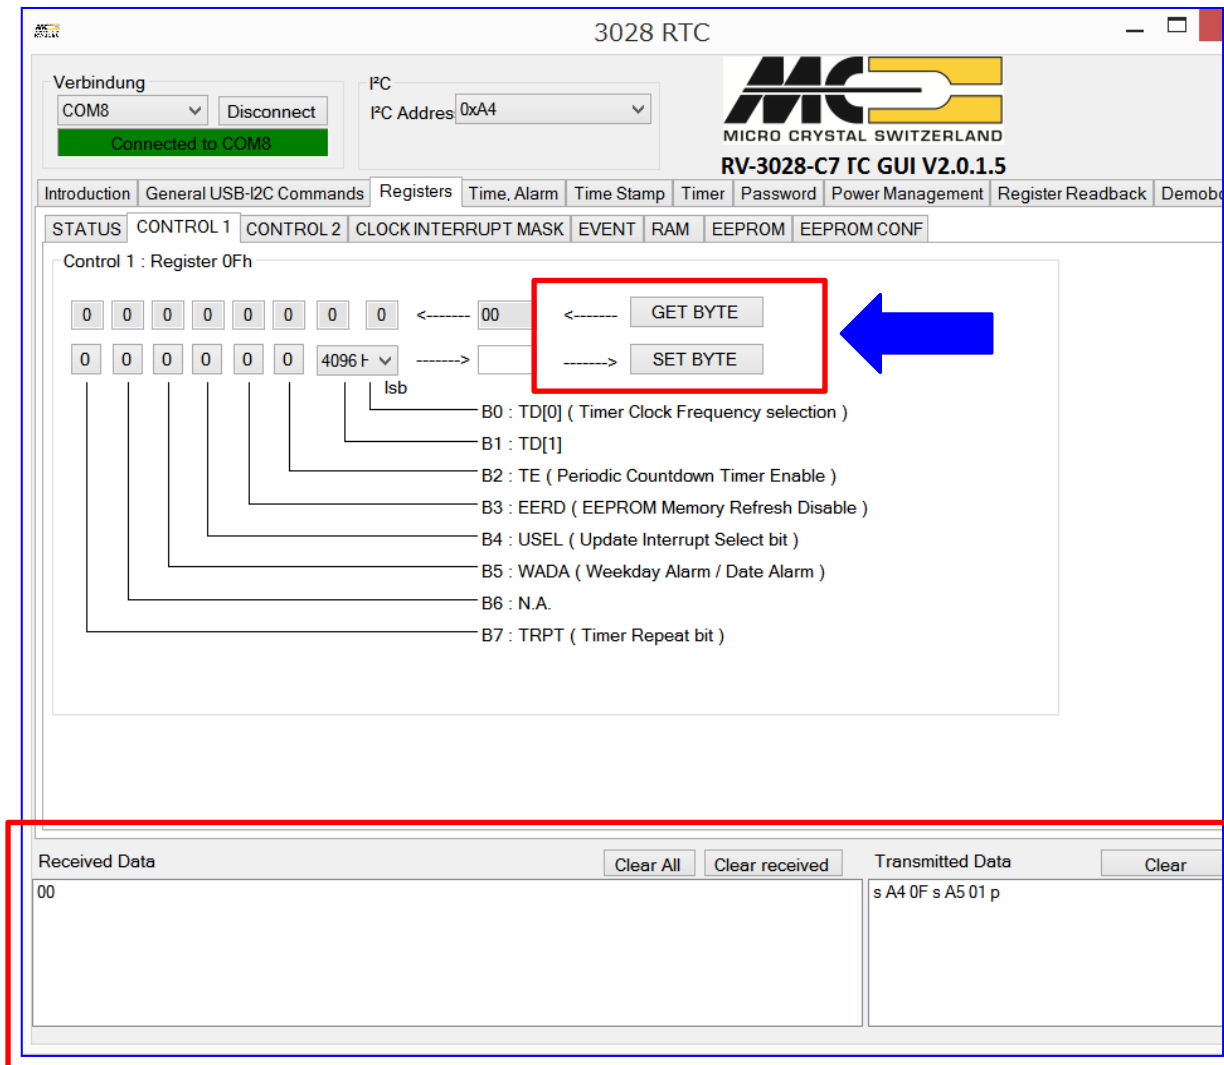 3028 RTC
Verbindung
COM8
Disconnect
Connected to COM8
I²C
I²C Addres
0xA4
MICRO CRYSTAL SWITZERLAND
RV-3028-C7 TC GUI V2.0.1.5
Introduction General USB-I2C Commands Registers Time, Alarm Time Stamp Timer Password Power Management Register Readback Demobo
STATUS CONTROL 1 CONTROL 2 CLOCK INTERRUPT MASK EVENT RAM EEPROM EEPROM CONF
Control 1 : Register 0Fh
0 0 0 0 0 0 0 0 <------- 00 <------- GET BYTE
0 0 0 0 0 0 4096 H -------> -------> SET BYTE
lsb
B0 : TD[0] ( Timer Clock Frequency selection )
B1 : TD[1]
B2 : TE ( Periodic Countdown Timer Enable )
B3 : EERD ( EEPROM Memory Refresh Disable )
B4 : USEL ( Update Interrupt Select bit )
B5 : WADA ( Weekday Alarm / Date Alarm )
B6 : N.A.
B7 : TRPT ( Timer Repeat bit )
Received Data
Clear All
Clear received
Transmitted Data
Clear
00
s A4 0F s A5 01 p